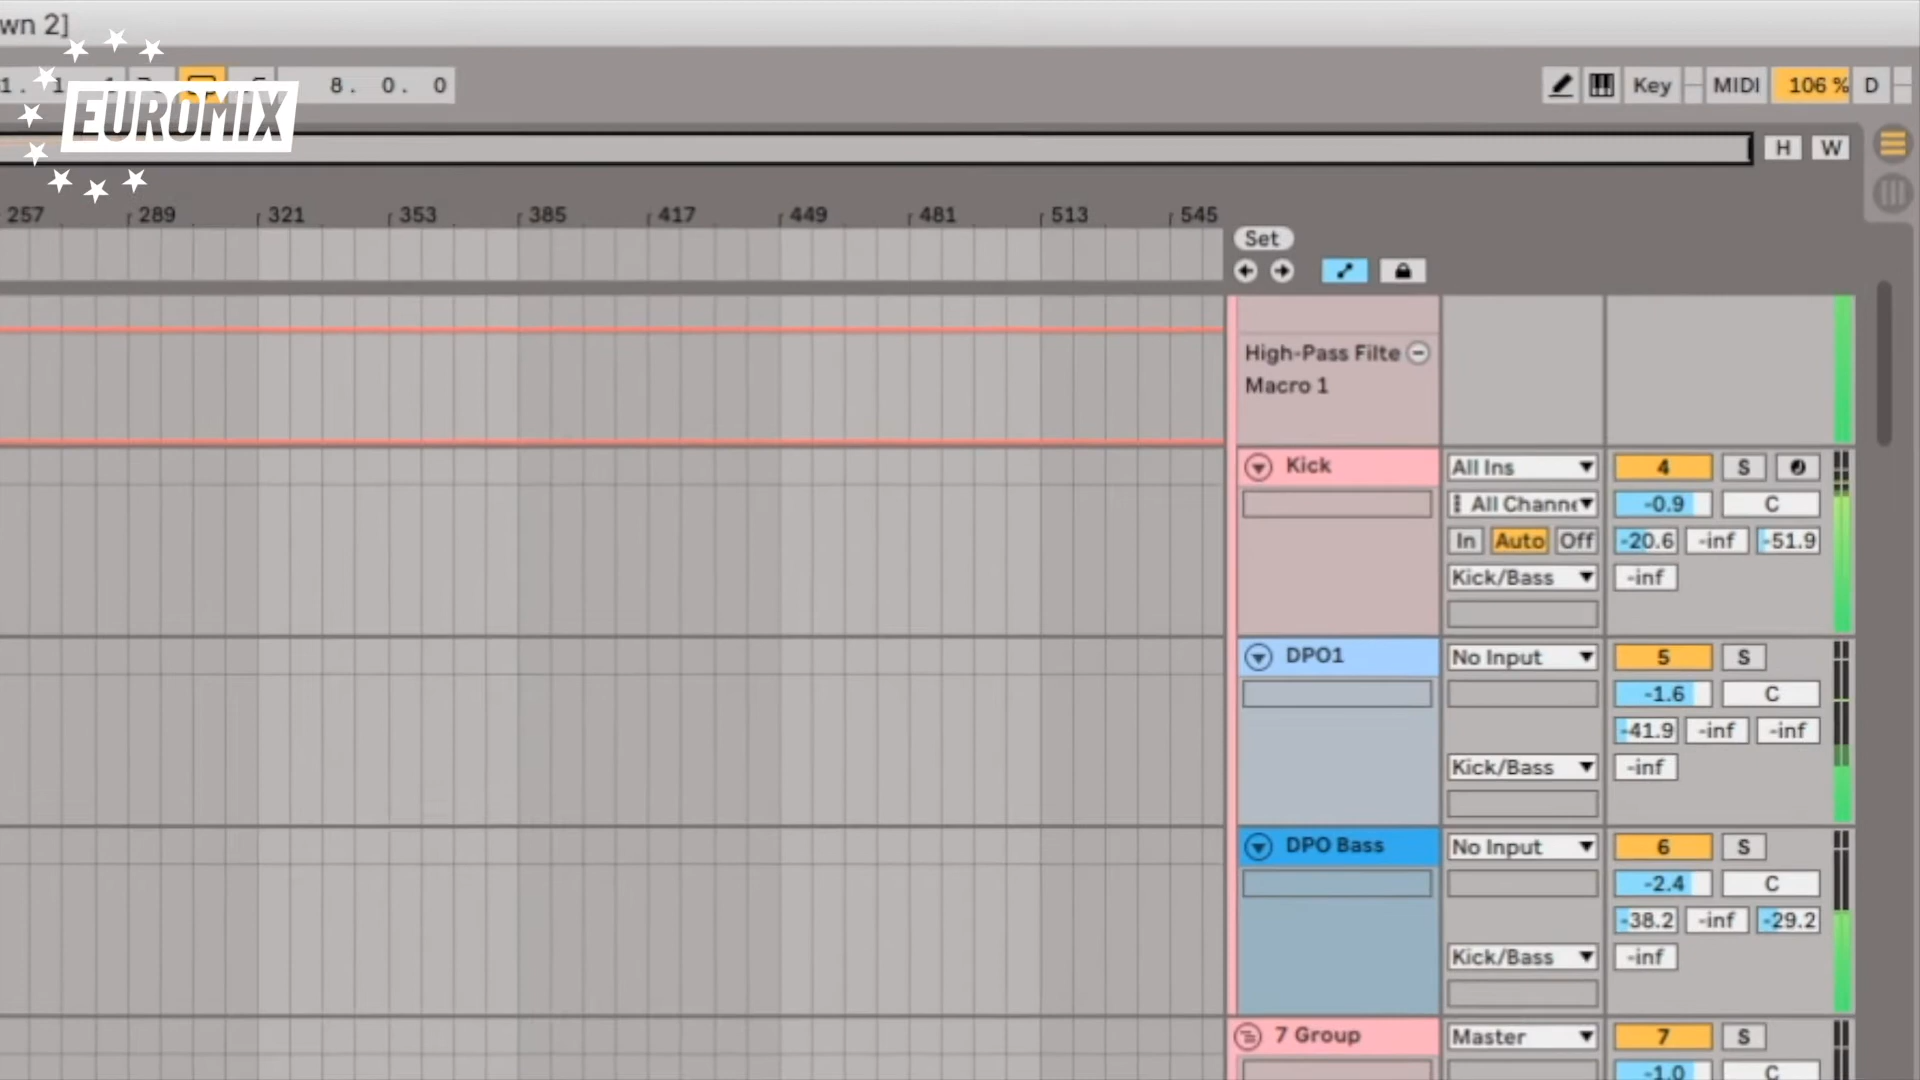 wn 2]
EUROMIX
8. 0. 0
Key
MIDI
106 %
D
H
W
257 289 321 353 385 417 449 481 513 545
Set
High-Pass Filte
Macro 1
Kick
All Ins
4
S
All Channe
-0.9
C
In
Auto
Off
-20.6
-inf
-51.9
Kick/Bass
-inf
DPO1
No Input
5
S
-1.6
C
-41.9
-inf
-inf
Kick/Bass
-inf
DPO Bass
No Input
6
S
-2.4
C
-38.2
-inf
-29.2
Kick/Bass
-inf
7 Group
Master
7
S
-1.0
C